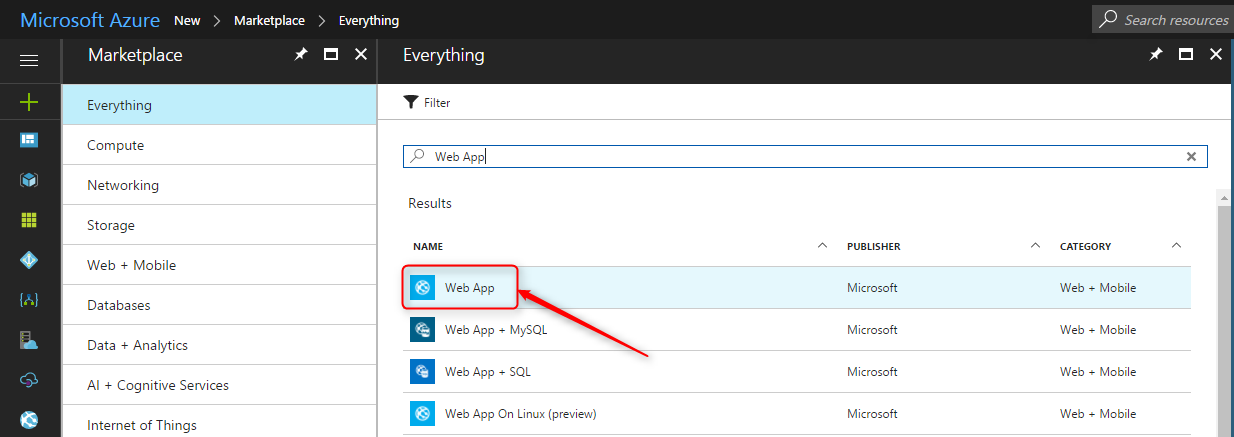 Microsoft Azure New > Marketplace > Everything Search resources
Marketplace
Everything
Compute
Networking
Storage
Web + Mobile
Databases
Data + Analytics
AI + Cognitive Services
Internet of Things
Everything
Filter
Web App
Results
NAME PUBLISHER CATEGORY
Web App Microsoft Web + Mobile
Web App + MySQL Microsoft Web + Mobile
Web App + SQL Microsoft Web + Mobile
Web App On Linux (preview) Microsoft Web + Mobile